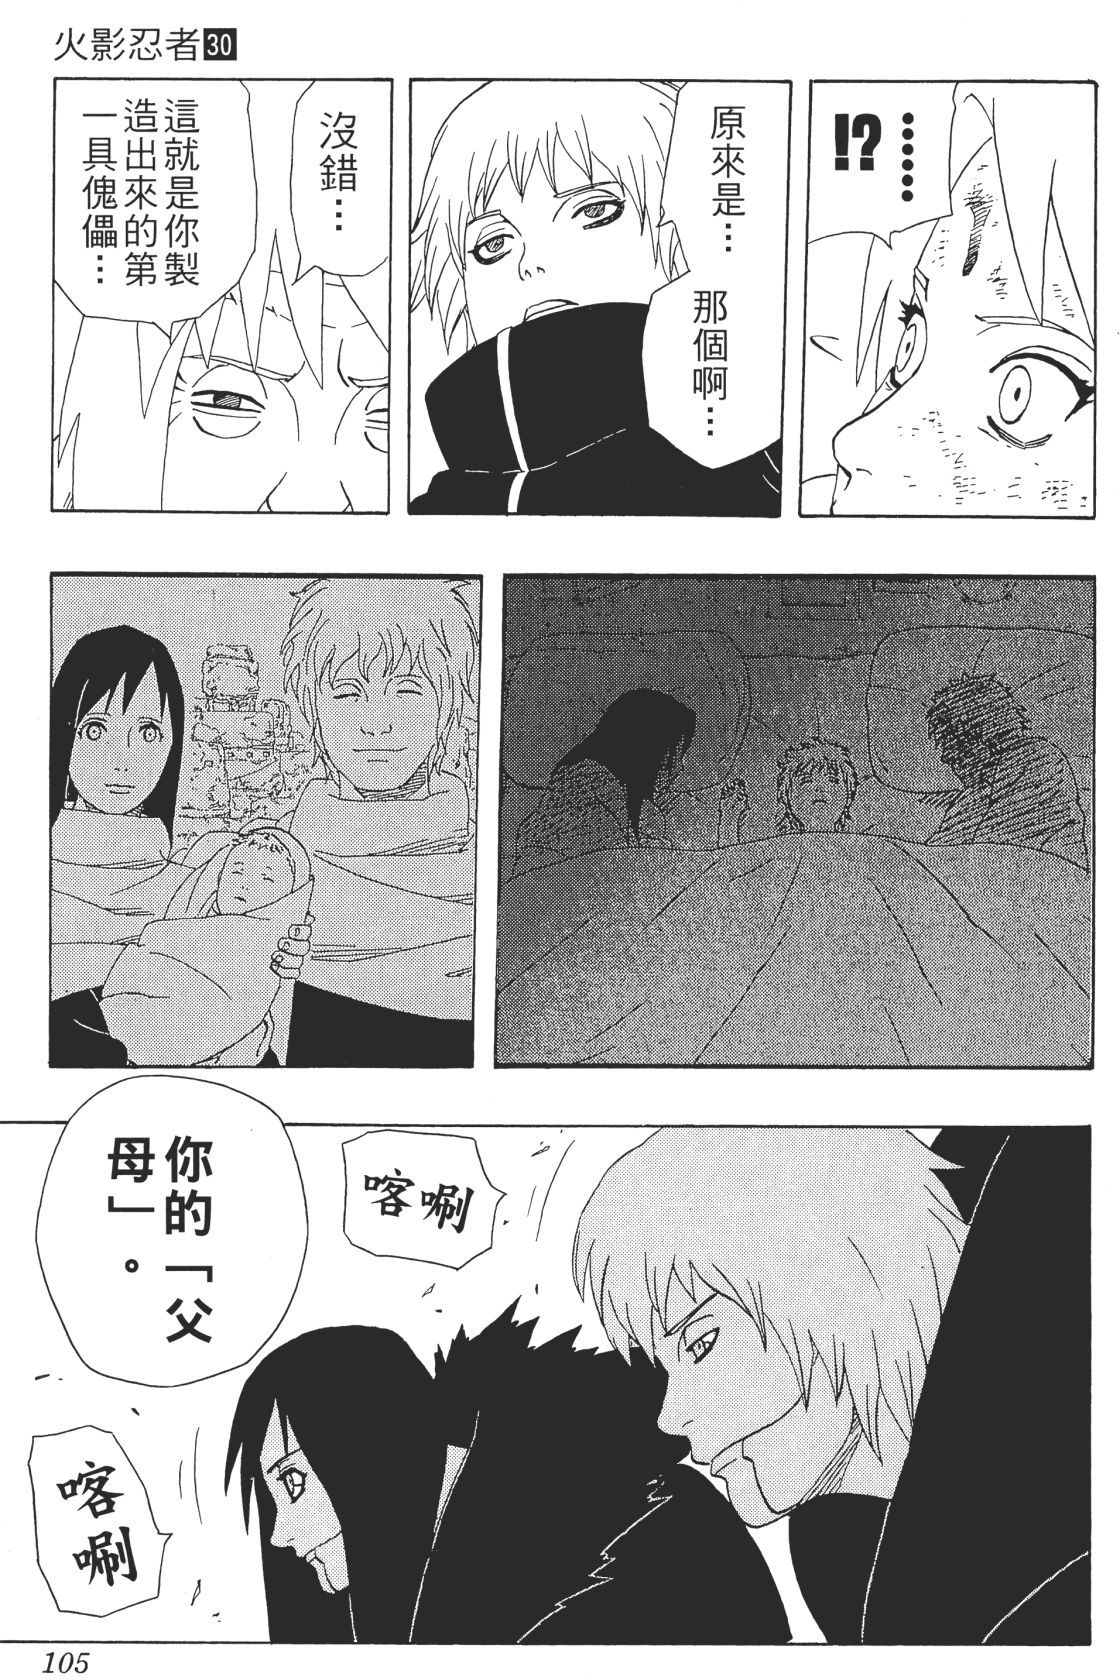 火影忍者30
……
!?
原來是…
那個啊…
沒錯…
這就是你製
造出來的第
一具傀儡…
你的「父
母」。
喀唰
喀唰
105